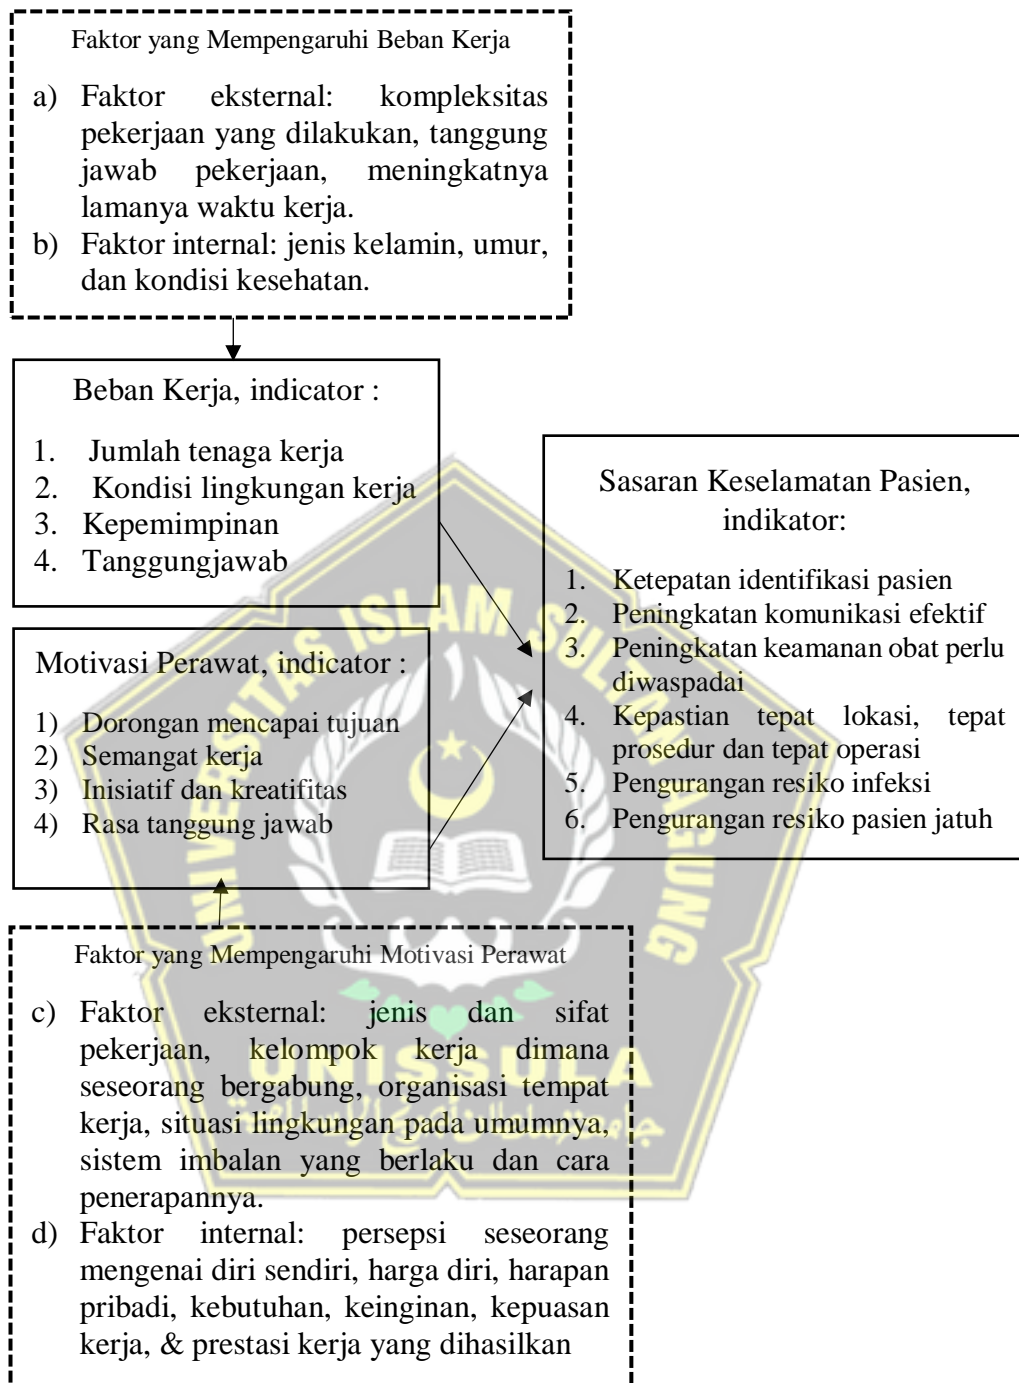 Faktor yang Mempengaruhi Beban Kerja
a) Faktor eksternal: kompleksitas
pekerjaan yang dilakukan, tanggung
jawab pekerjaan, meningkatnya
lamanya waktu kerja.
b) Faktor internal: jenis kelamin, umur,
dan kondisi kesehatan.
Beban Kerja, indicator :
1. Jumlah tenaga kerja
2. Kondisi lingkungan kerja
3. Kepemimpinan
4. Tanggungjawab
Sasaran Keselamatan Pasien,
indikator:
1. Ketepatan identifikasi pasien
2. Peningkatan komunikasi efektif
3. Peningkatan keamanan obat perlu
diwaspadai
4. Kepastian tepat lokasi, tepat
prosedur dan tepat operasi
5. Pengurangan resiko infeksi
6. Pengurangan resiko pasien jatuh
Motivasi Perawat, indicator :
1) Dorongan mencapai tujuan
2) Semangat kerja
3) Inisiatif dan kreatifitas
4) Rasa tanggung jawab
Faktor yang Mempengaruhi Motivasi Perawat
c) Faktor eksternal: jenis dan sifat
pekerjaan, kelompok kerja dimana
seseorang bergabung, organisasi tempat
kerja, situasi lingkungan pada umumnya,
sistem imbalan yang berlaku dan cara
penerapannya.
d) Faktor internal: persepsi seseorang
mengenai diri sendiri, harga diri, harapan
pribadi, kebutuhan, keinginan, kepuasan
kerja, & prestasi kerja yang dihasilkan
UNIVERSITAS ISLAM SULTAN AGUNG
UNISSULA